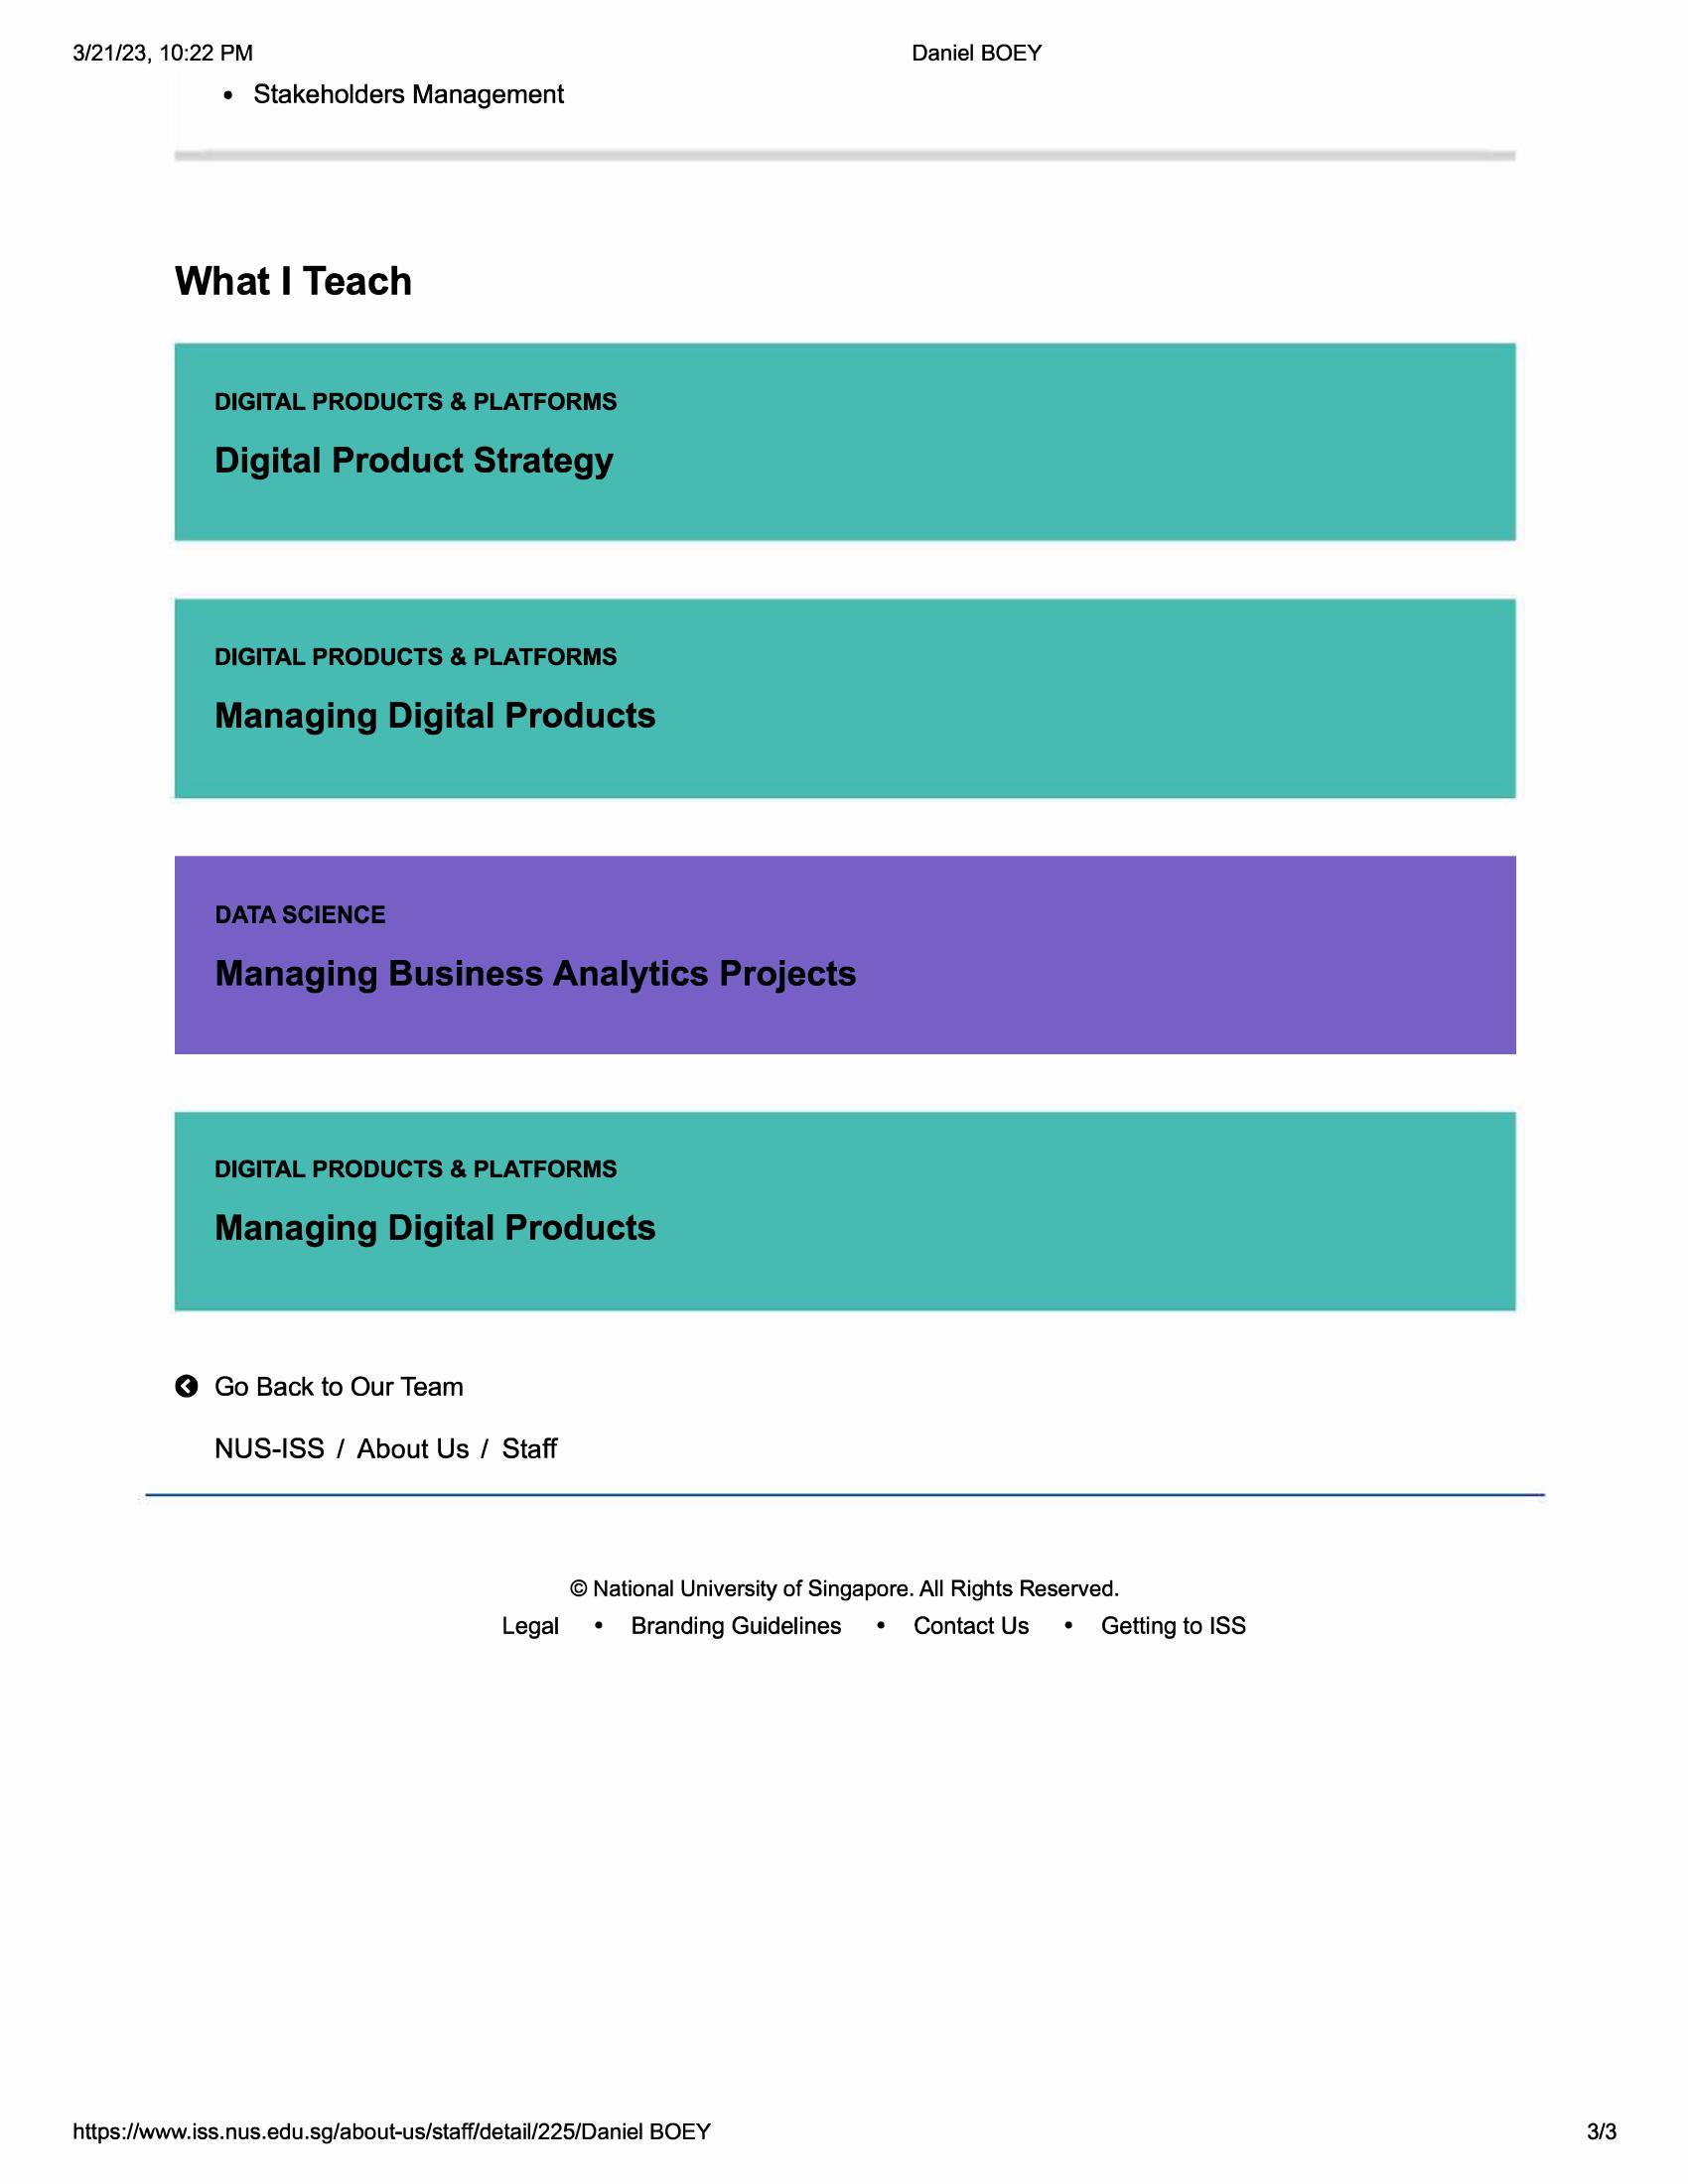 3/21/23, 10:22 PM Daniel BOEY
• Stakeholders Management
What I Teach
DIGITAL PRODUCTS & PLATFORMS
Digital Product Strategy
DIGITAL PRODUCTS & PLATFORMS
Managing Digital Products
DATA SCIENCE
Managing Business Analytics Projects
DIGITAL PRODUCTS & PLATFORMS
Managing Digital Products
Go Back to Our Team
NUS-ISS / About Us / Staff
© National University of Singapore. All Rights Reserved.
Legal • Branding Guidelines • Contact Us • Getting to ISS
https://www.iss.nus.edu.sg/about-us/staff/detail/225/Daniel BOEY 3/3